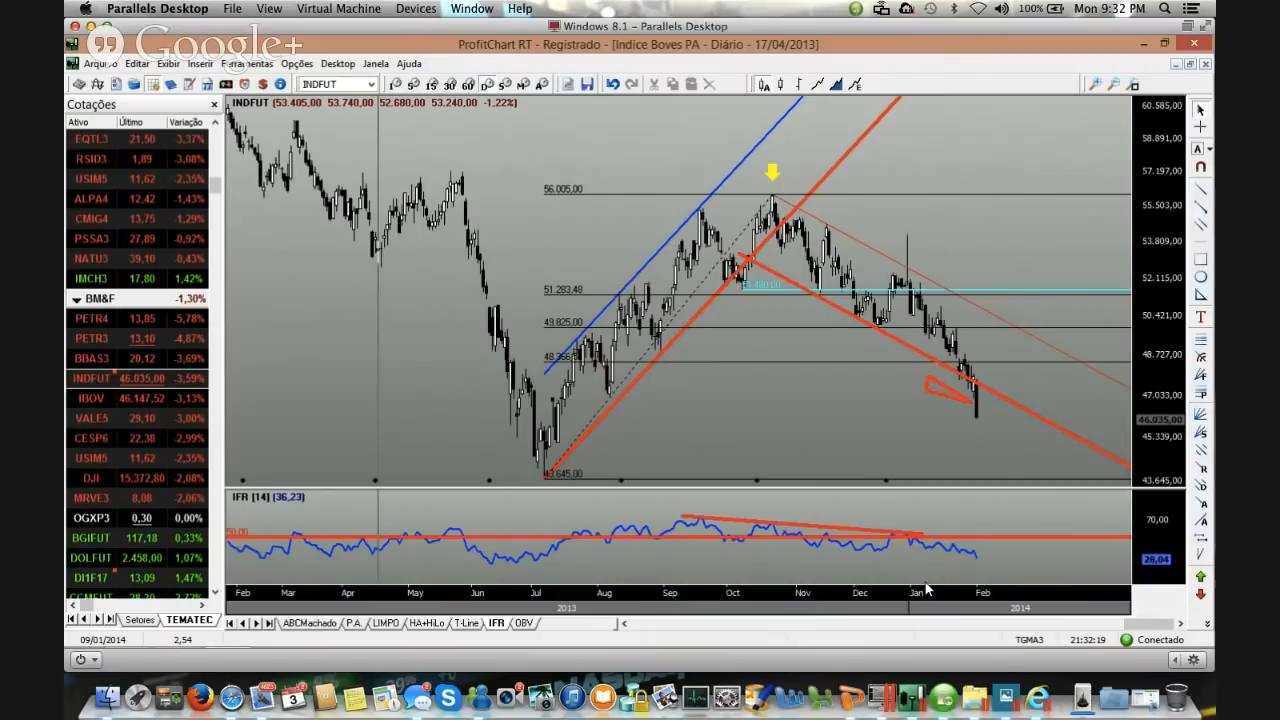 Parallels Desktop File View Virtual Machine Devices Window Help
100% Mon 9:32 PM
Windows 8.1 - Parallels Desktop
Google+
ProfitChart RT - Registrado - [Indice Boves PA - Diário - 17/04/2013]
Arquivo Editar Exibir Inserir Ferramentas Opções Desktop Janela Ajuda
INDFUT
Cotações
INDFUT (53.405,00 53.740,00 52.680,00 53.240,00 -1,22%)
Ativo Último Variação
EQTL3 21,50 -3,37%
RSID3 1,89 -3,08%
USIM5 11,62 -2,35%
ALPA4 12,42 -1,43%
CMIG4 13,75 -1,29%
PSSA3 27,89 -0,92%
NATU3 39,10 -0,43%
IMCH3 17,80 1,42%
BM&F -1,30%
PETR4 13,85 -5,78%
PETR3 13,10 -4,87%
BBAS3 20,12 -3,69%
INDFUT 46.035,00 -3,59%
IBOV 46.147,52 -3,13%
VALE5 29,10 -3,00%
CESP6 22,38 -2,99%
USIM5 11,62 -2,35%
DJI 15.372,80 -2,08%
MRVE3 8,08 -2,06%
OGXP3 0,30 0,00%
BGIFUT 117,18 0,33%
DOLFUT 2.458,00 1,07%
DI1F17 13,09 1,47%
56.005,00
51.283,48
49.825,00
43.645,00
60.585,00
58.891,00
57.197,00
55.503,00
53.809,00
52.115,00
50.421,00
48.727,00
47.033,00
46.035,00
45.339,00
43.645,00
IFR [14] (36,23)
50,00
70,00
28,04
Feb Mar Apr May Jun Jul Aug Sep Oct Nov Dec Jan Feb
2013 2014
Setores TEMATEC
ABCMachado P.A. LIMPO HA+HiLo T-Line IFR OBV
09/01/2014 2,54 TGMA3 21:32:19 Conectado